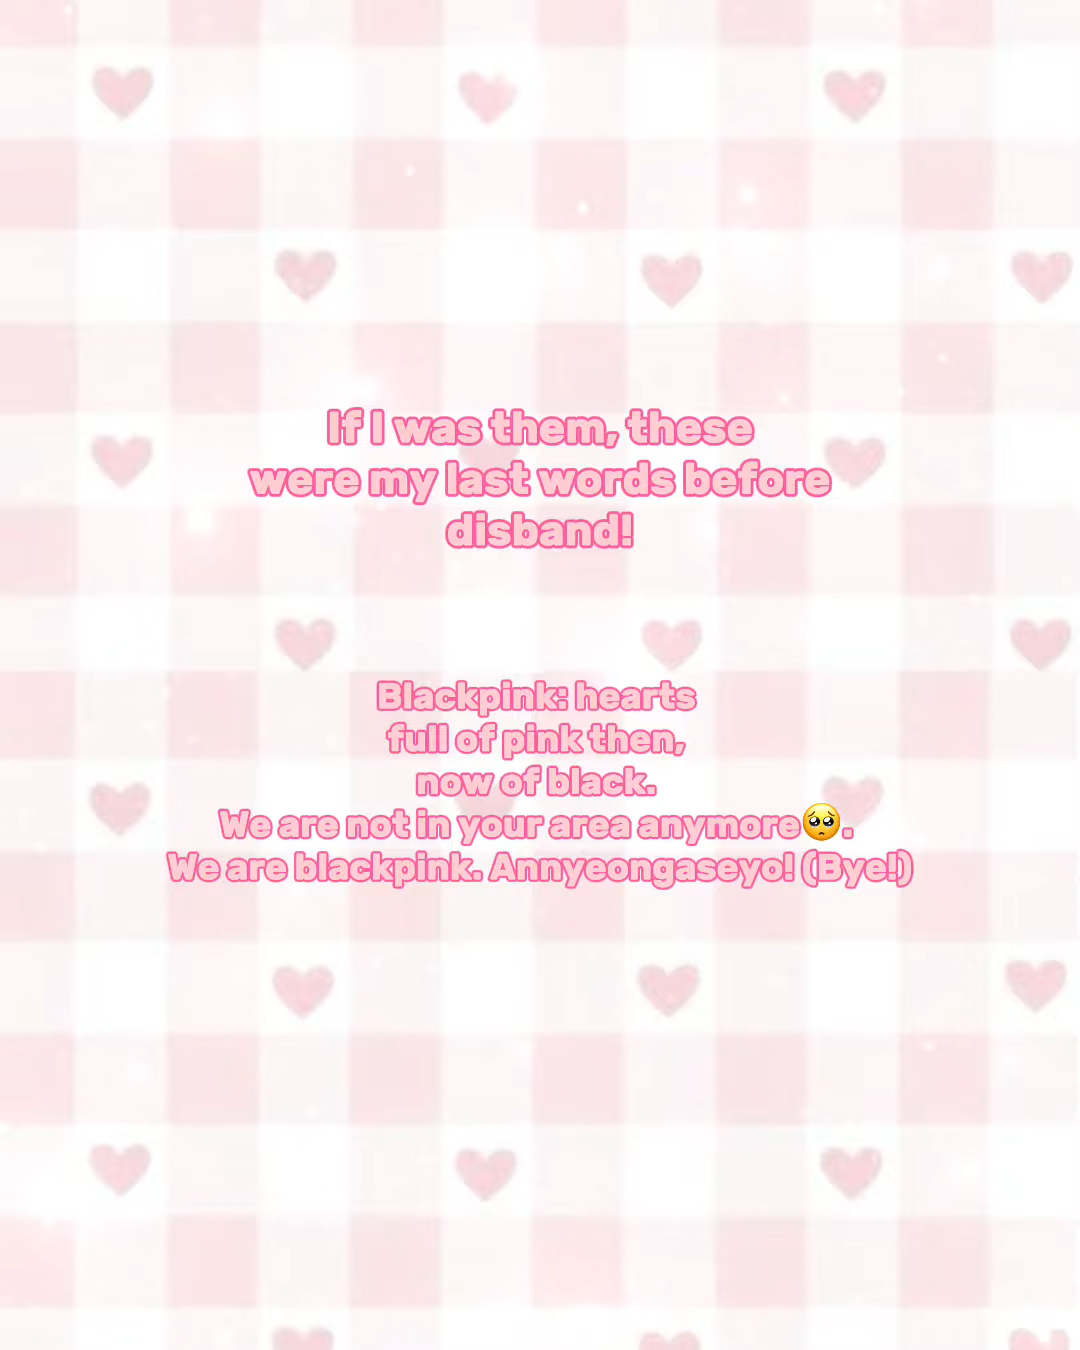 If I was them, these
were my last words before
disband!
Blackpink: hearts
full of pink then,
now of black.
We are not in your area anymore🥺.
We are blackpink. Annyeongaseyo! (Bye!)